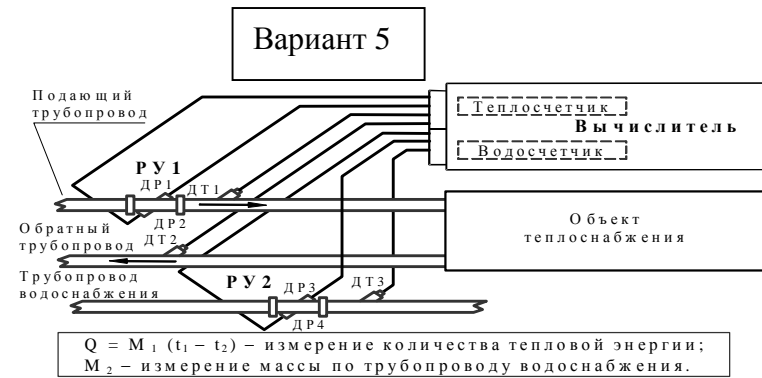 Вариант 5
Подающий
трубопровод
Теплосчетчик
Вычислитель
Водосчетчик
РУ1
ДР1
ДТ1
ДР2
Обратный
трубопровод
ДТ2
Объект
теплоснабжения
Трубопровод
водоснабжения
РУ2
ДР3
ДТ3
ДР4
Q = M₁ (t₁ – t₂) – измерение количества тепловой энергии;
M₂ – измерение массы по трубопроводу водоснабжения.